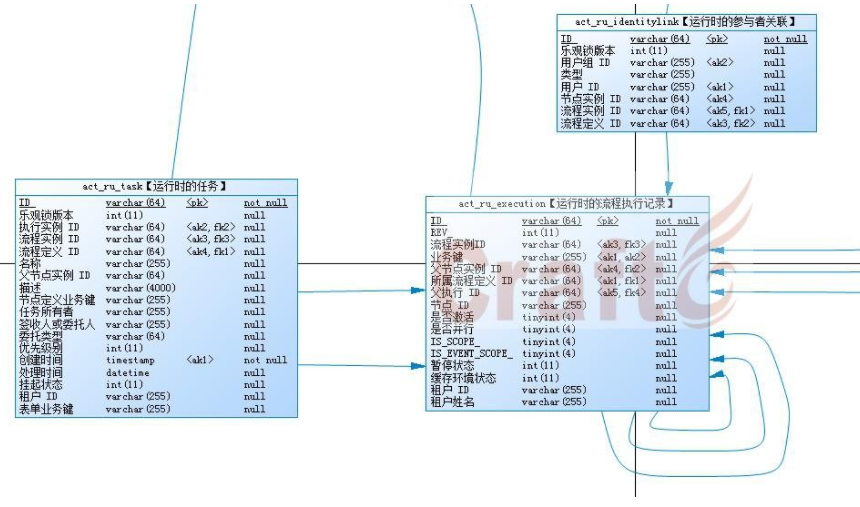 act_ru_identitylink【运行时的参与者关联】
ID_ varchar(64) <pk> not null
乐观锁版本 int(11) null
用户组 ID varchar(255) <ak2> null
类型 varchar(255) null
用户 ID varchar(255) <ak1> null
节点实例 ID varchar(64) <ak4> null
流程实例 ID varchar(64) <ak5,fk1> null
流程定义 ID varchar(64) <ak3,fk2> null
act_ru_task【运行时的任务】
ID_ varchar(64) <pk> not null
乐观锁版本 int(11) null
执行实例 ID varchar(64) <ak2,fk2> null
流程实例 ID varchar(64) <ak3,fk3> null
流程定义 ID varchar(64) <ak4,fk1> null
名称 varchar(255) null
父节点实例 ID varchar(64) null
描述 varchar(4000) null
节点定义业务键 varchar(255) null
任务所有者 varchar(255) null
签收人或委托人 varchar(255) null
委托类型 varchar(64) null
优先级别 int(11) null
创建时间 timestamp <ak1> not null
处理时间 datetime null
挂起状态 int(11) null
租户 ID varchar(255) null
表单业务键 varchar(255) null
act_ru_execution【运行时的流程执行记录】
ID_ varchar(64) <pk> not null
REV_ int(11) null
流程实例ID varchar(64) <ak3,fk3> null
业务键 varchar(255) <ak1,ak2> null
父节点实例 ID varchar(64) <ak4,fk2> null
所属流程定义 ID varchar(64) <ak1,fk1> null
父执行 ID varchar(64) <ak5,fk4> null
节点 ID varchar(255) null
是否激活 tinyint(4) null
是否并行 tinyint(4) null
IS_SCOPE_ tinyint(4) null
IS_EVENT_SCOPE_ tinyint(4) null
暂停状态 int(11) null
缓存环境状态 int(11) null
租户 ID varchar(255) null
租户姓名 varchar(255) null